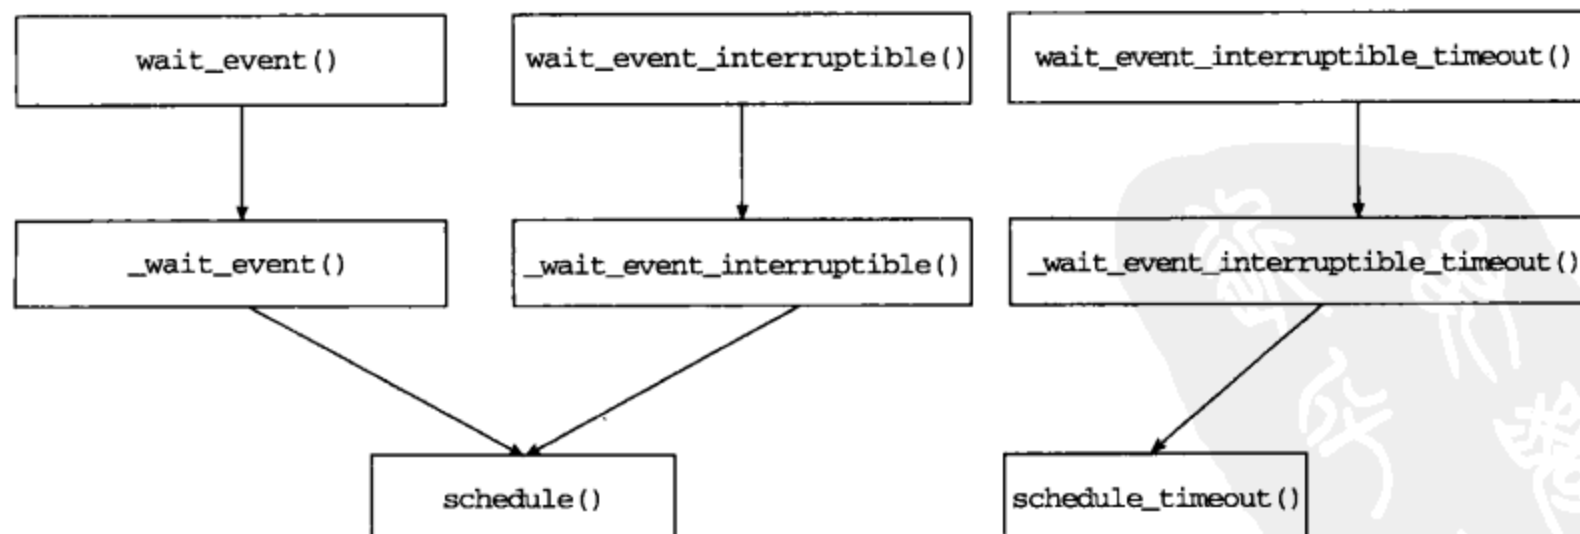 wait_event()
wait_event_interruptible()
wait_event_interruptible_timeout()
_wait_event()
_wait_event_interruptible()
_wait_event_interruptible_timeout()
schedule()
schedule_timeout()